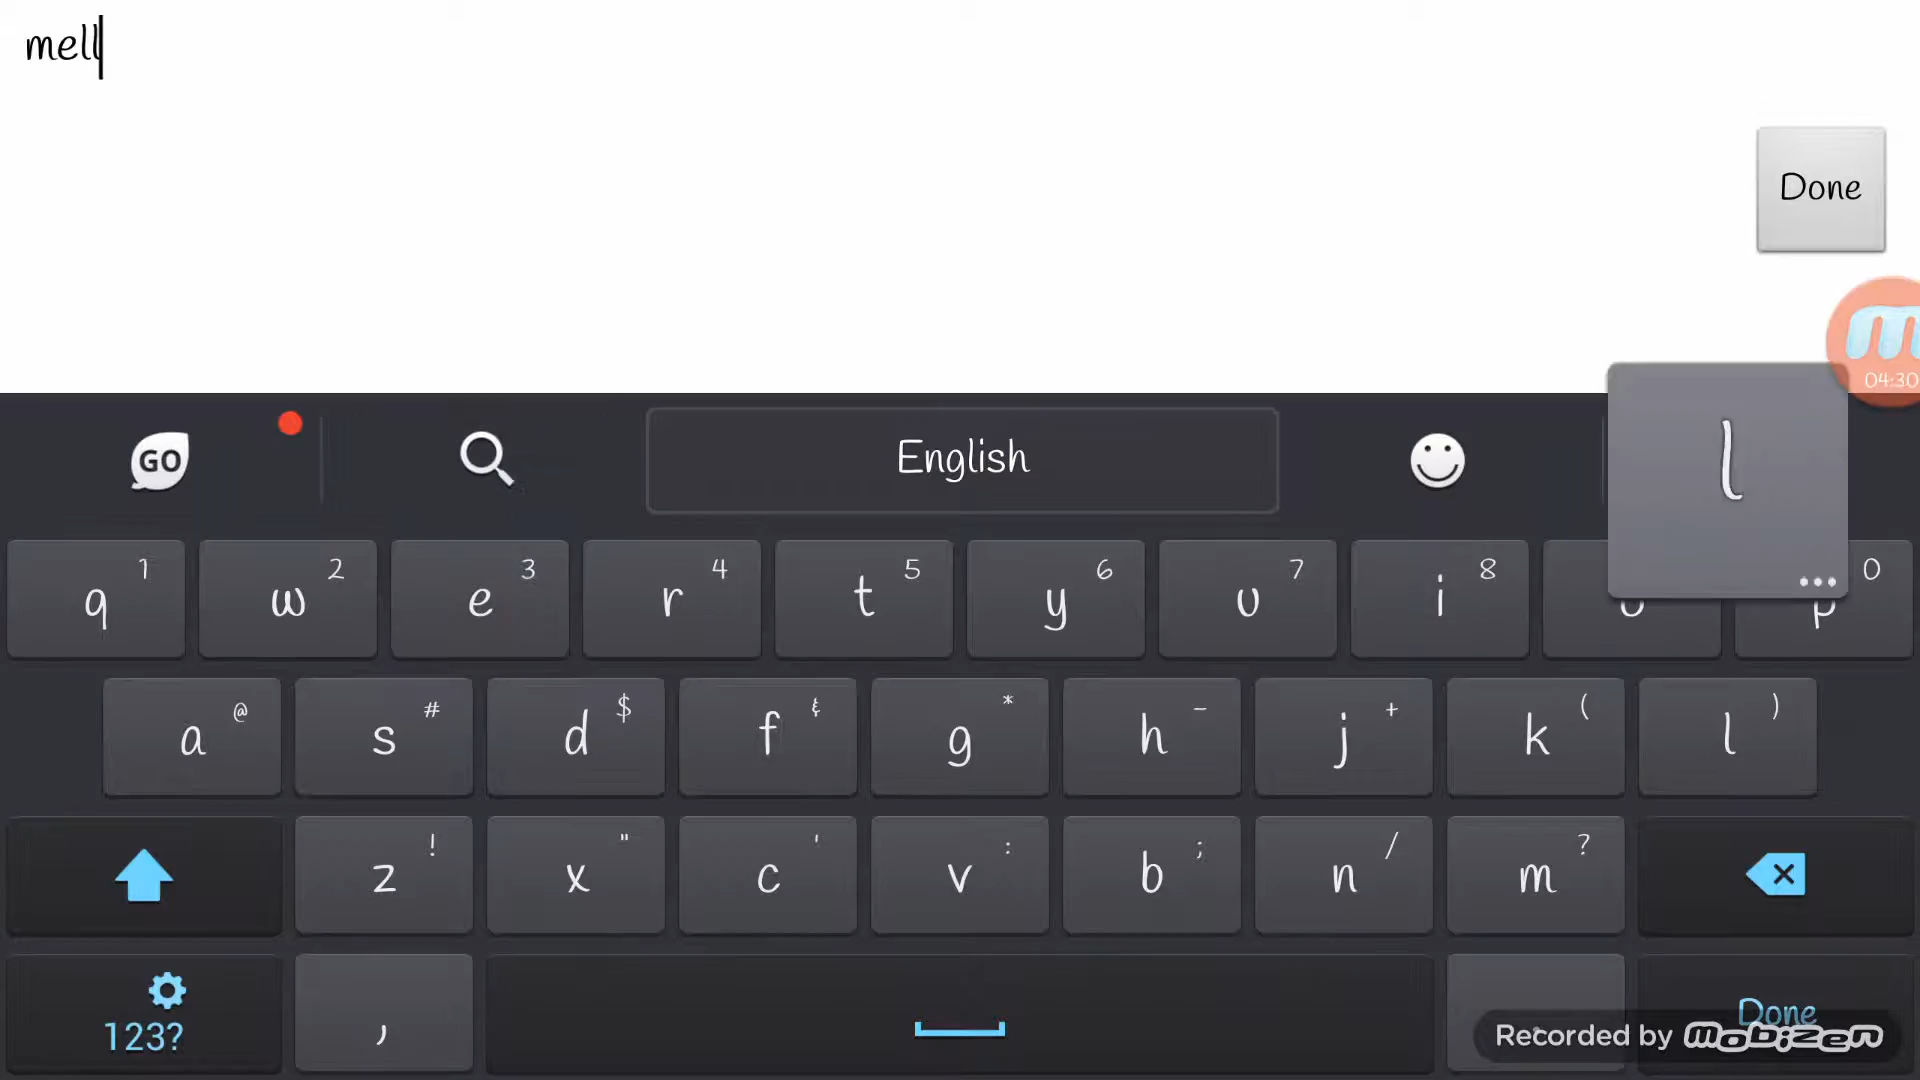 mell
Done
04:30
GO
English
l
q 1 w 2 e 3 r 4 t 5 y 6 u 7 i 8 o p 0
a @ s # d $ f & g * h - j + k ( l )
z ! x " c ' v : b ; n / m ?
123? , Done
Recorded by mobizen